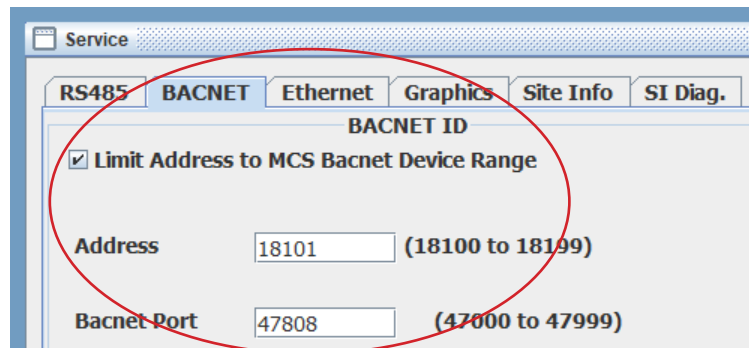 Service
RS485 BACNET Ethernet Graphics Site Info SI Diag.
BACNET ID
Limit Address to MCS Bacnet Device Range
Address 18101 (18100 to 18199)
Bacnet Port 47808 (47000 to 47999)